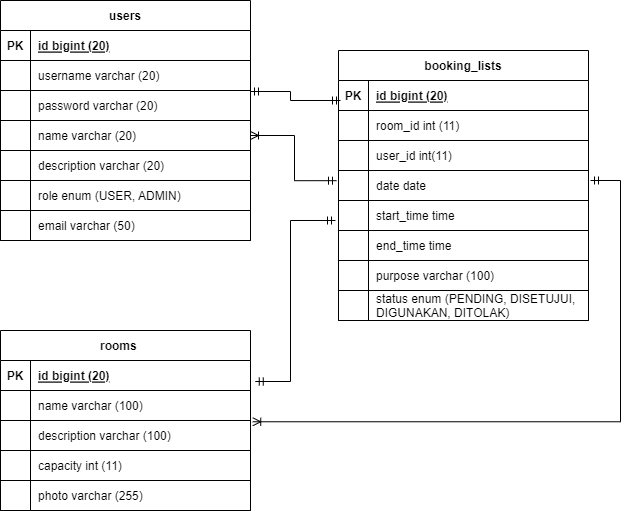 users
PK id bigint (20)
username varchar (20)
password varchar (20)
name varchar (20)
description varchar (20)
role enum (USER, ADMIN)
email varchar (50)
booking_lists
PK id bigint (20)
room_id int (11)
user_id int(11)
date date
start_time time
end_time time
purpose varchar (100)
status enum (PENDING, DISETUJUI,
DIGUNAKAN, DITOLAK)
rooms
PK id bigint (20)
name varchar (100)
description varchar (100)
capacity int (11)
photo varchar (255)